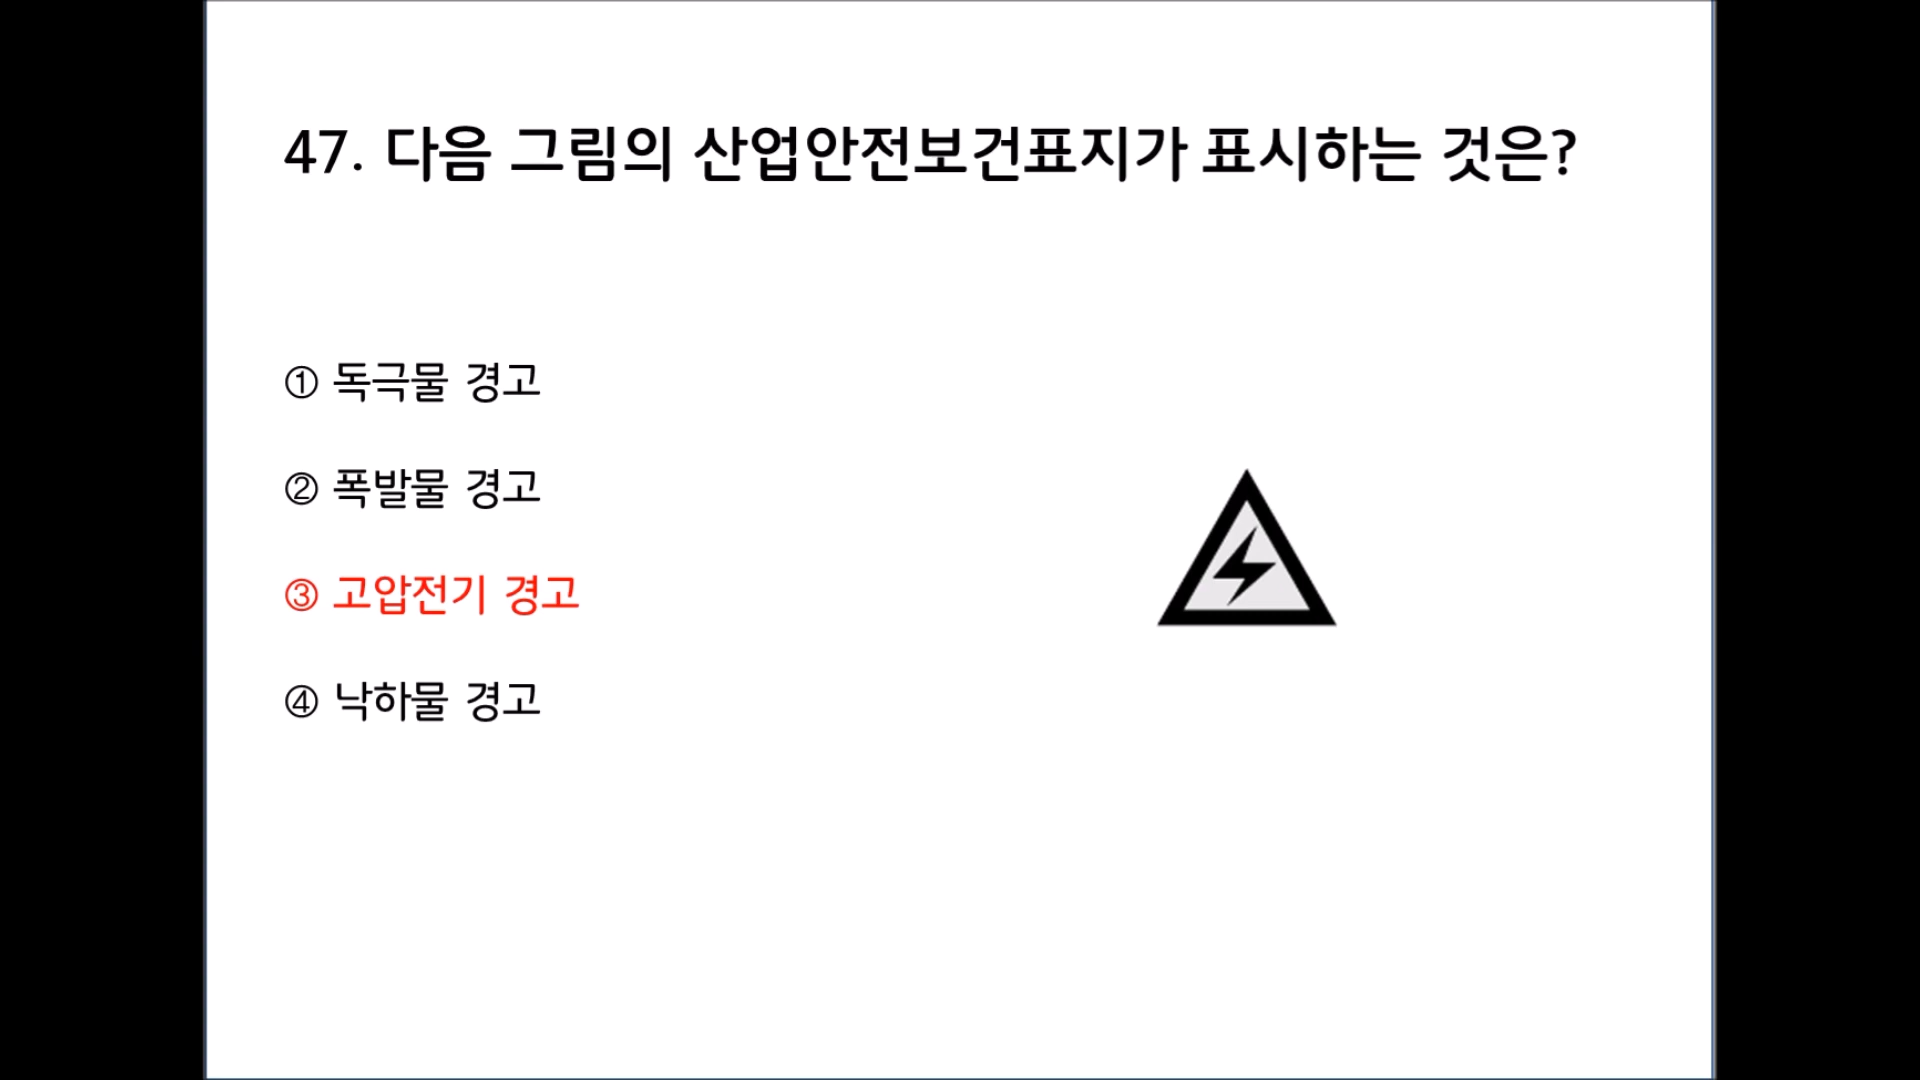 47. 다음 그림의 산업안전보건표지가 표시하는 것은?
① 독극물 경고
② 폭발물 경고
③ 고압전기 경고
④ 낙하물 경고